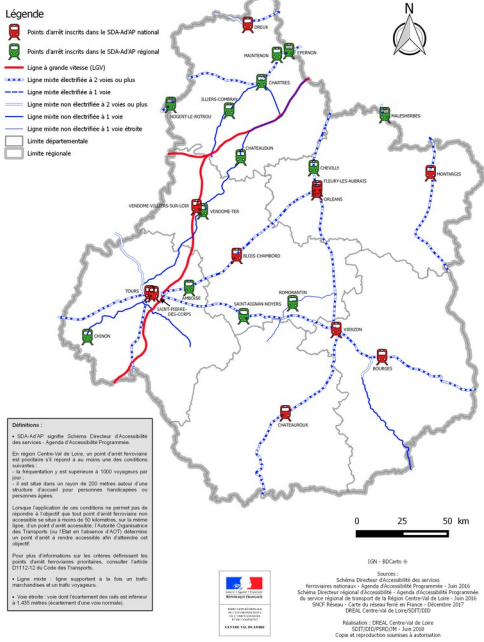 Légende
Points d'arrêt inscrits dans le SDA-Ad'AP national
Points d'arrêt inscrits dans le SDA-Ad'AP régional
Ligne à grande vitesse (LGV)
Ligne mixte électrifiée à 2 voies ou plus
Ligne mixte électrifiée à 1 voie
Ligne mixte non électrifiée à 2 voies ou plus
Ligne mixte non électrifiée à 1 voie
Ligne mixte non électrifiée à 1 voie étroite
Limite départementale
Limite régionale
N
DREUX
MAINTENON
EPERNON
CHARTRES
ILLIERS-COMBRAY
NOGENT-LE-ROTROU
MALESHERBES
CHATEAUDUN
CHEVILLY
FLEURY-LES-AUBRAIS
ORLEANS
MONTARGIS
VENDOME-VILLIERS-SUR-LOIR
VENDOME-TER
BLOIS-CHAMBORD
TOURS
AMBOISE
SAINT-PIERRE-
DES-CORPS
ROMORANTIN
SAINT-AIGNAN NOYERS
CHINON
VIERZON
BOURGES
CHATEAUROUX
Définitions :
• SDA-Ad'AP signifie Schéma Directeur d'Accessibilité
des services - Agenda d'Accessibilité Programmée.
En région Centre-Val de Loire, un point d'arrêt ferroviaire
est prioritaire s'il répond à au moins une des conditions
suivantes :
- la fréquentation y est supérieure à 1000 voyageurs par
jour ;
- il est situé dans un rayon de 200 mètres autour d'une
structure d'accueil pour personnes handicapées ou
personnes âgées.
Lorsque l'application de ces conditions ne permet pas de
répondre à l'objectif que tout point d'arrêt ferroviaire non
accessible se situe à moins de 50 kilomètres, sur la même
ligne, d'un point d'arrêt accessible, l'Autorité Organisatrice
des Transports (ou l'Etat en l'absence d'AOT) détermine
un point d'arrêt à rendre accessible afin d'atteindre cet
objectif.
Pour plus d'informations sur les critères définissant les
points d'arrêt ferroviaires prioritaires, consulter l'article
D1112-12 du Code des Transports.
• Ligne mixte : ligne supportant à la fois un trafic
marchandises et un trafic voyageurs.
• Voie étroite : voie dont l'écartement des rails est inférieur
à 1,435 mètres (écartement d'une voie normale).
0 25 50 km
IGN - BDCarto ®
Sources :
Schéma Directeur d'Accessibilité des services
ferroviaires nationaux - Agenda d'Accessibilité Programmée - Juin 2016
Schéma Directeur régional d'accessibilité - Agenda d'Accessibilité Programmée
du service régional de transport de la Région Centre-Val de Loire - Juin 2016
SNCF Réseau - Carte du réseau ferré en France - Décembre 2017
DREAL Centre-Val de Loire/SDIT/DID
Réalisation : DREAL Centre-Val de Loire
SDIT/DID/PSRD/JM - Juin 2018
Copie et reproduction soumises à autorisation
RÉPUBLIQUE FRANÇAISE
CENTRE-VAL DE LOIRE